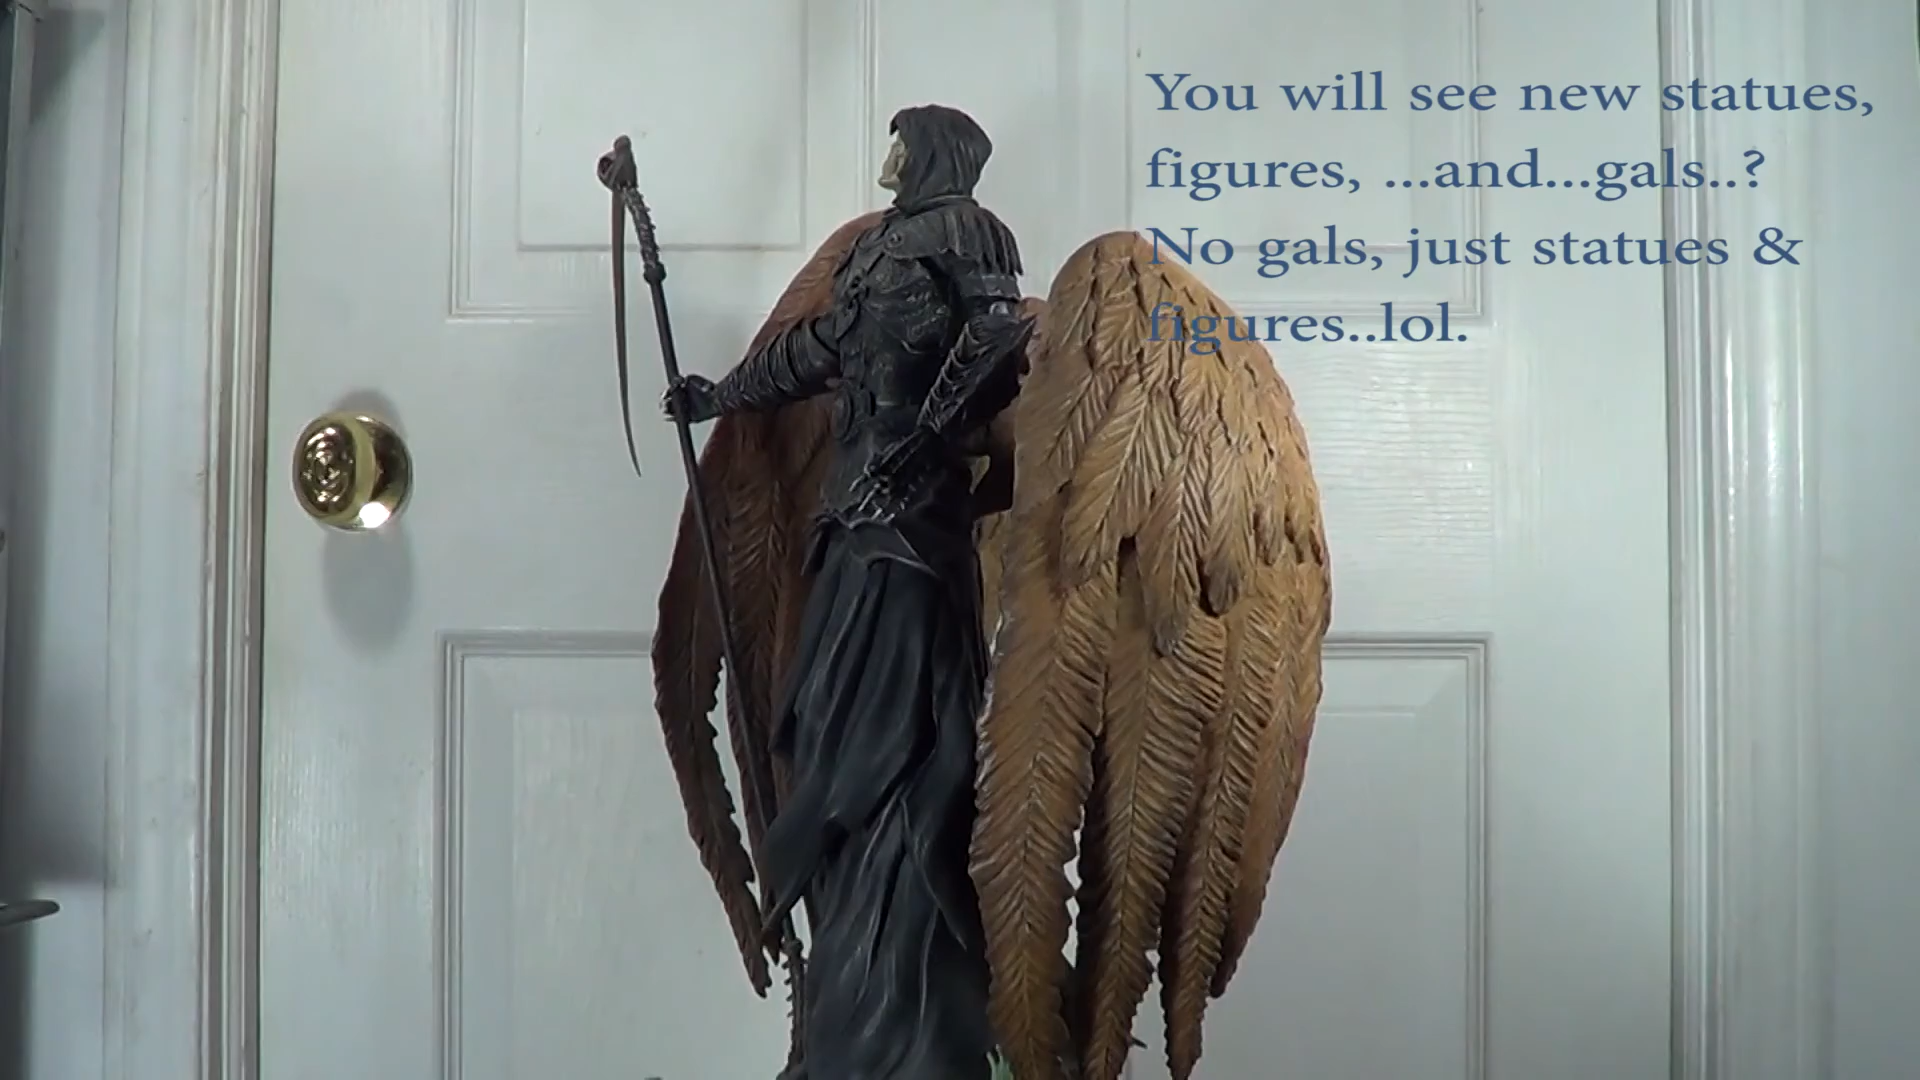 You will see new statues,
figures, ...and...gals..?
No gals, just statues &
figures..lol.